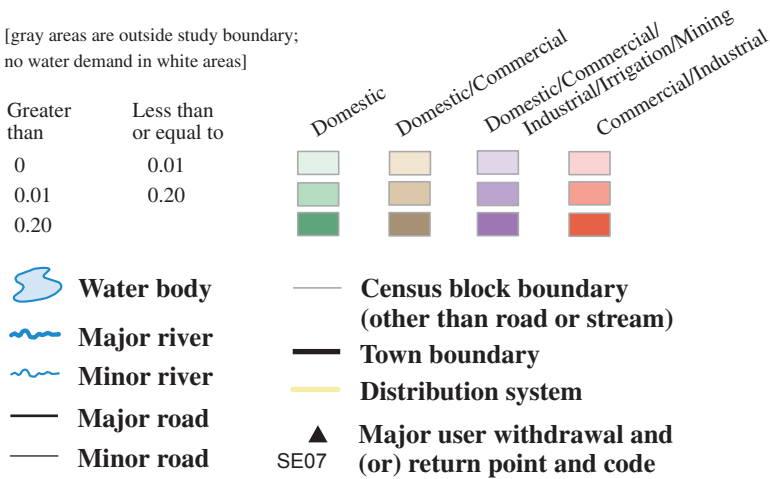 [gray areas are outside study boundary;
no water demand in white areas]
Greater than
Less than or equal to
Domestic
Domestic/Commercial
Domestic/Commercial/
Industrial/Irrigation/Mining
Commercial/Industrial
0 0.01
0.01 0.20
0.20
Water body
Major river
Minor river
Major road
Minor road
Census block boundary
(other than road or stream)
Town boundary
Distribution system
SE07
Major user withdrawal and
(or) return point and code